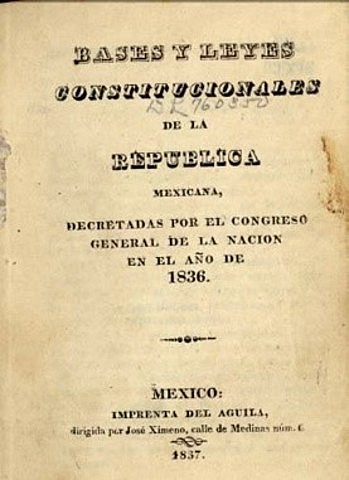 BASES Y LEYES
CONSTITUCIONALES
DE LA
REPUBLICA
MEXICANA,
DECRETADAS POR EL CONGRESO
GENERAL DE LA NACION
EN EL AÑO DE
1836.
MEXICO:
IMPRENTA DEL AGUILA,
dirigida por José Ximeno, calle de Medinas núm. 6.
1837.